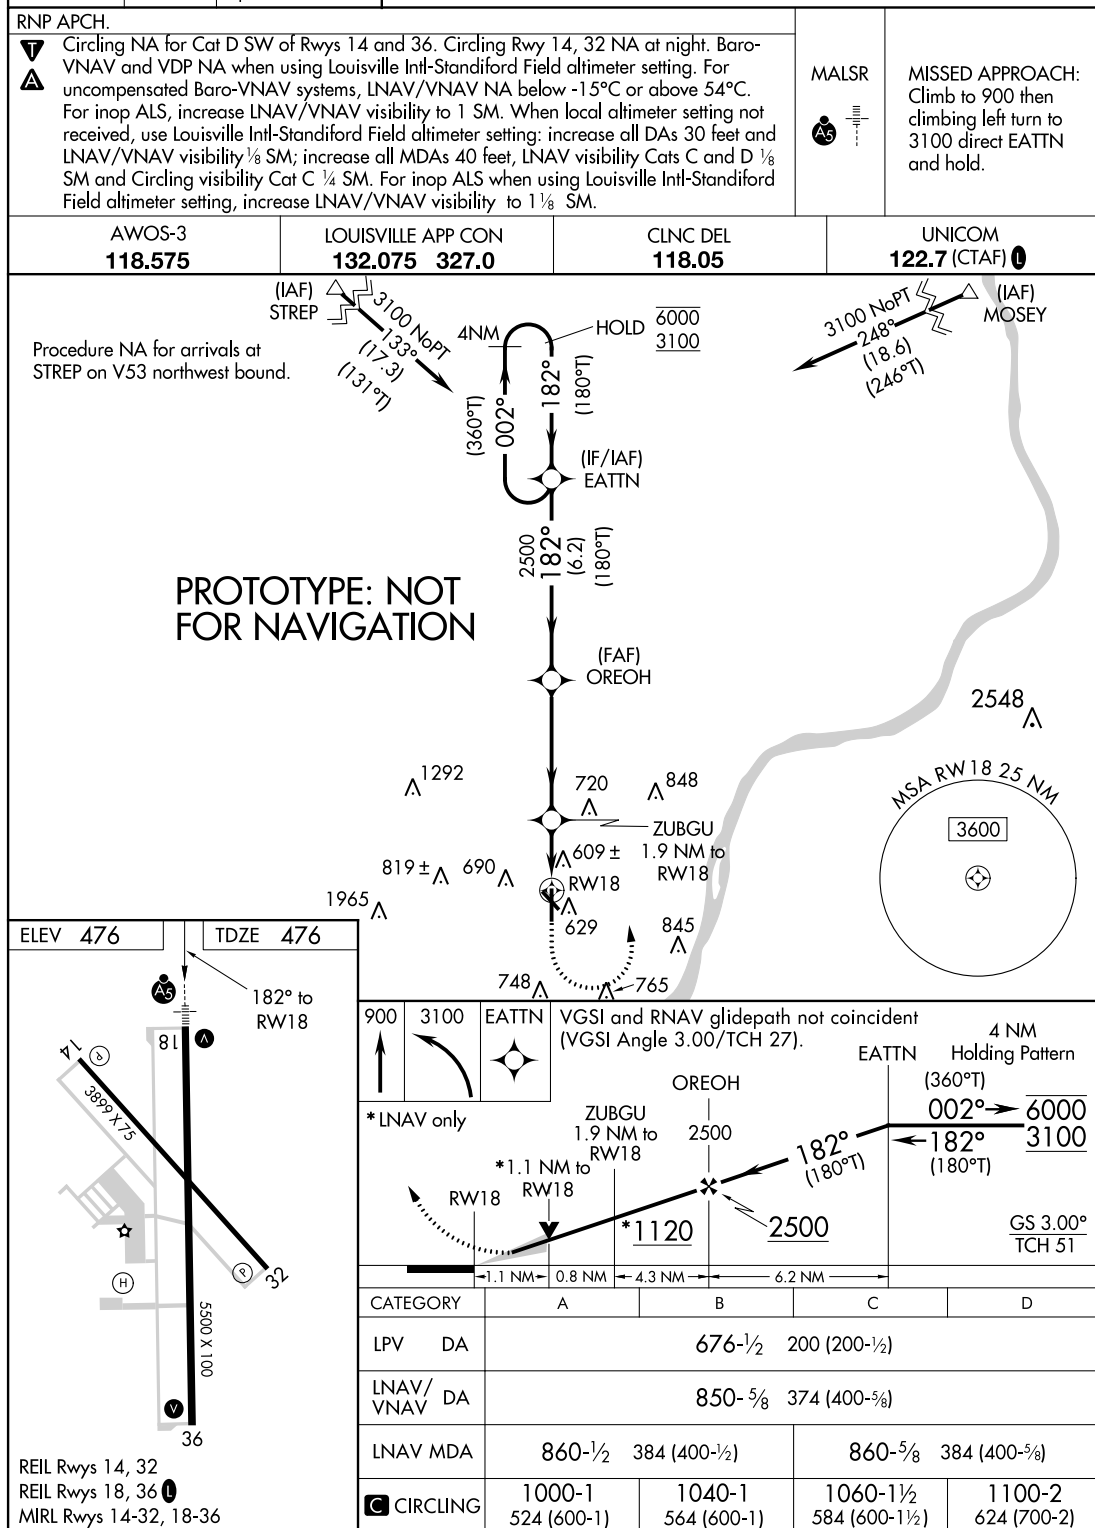 RNP APCH.
T
A
Circling NA for Cat D SW of Rwys 14 and 36. Circling Rwy 14, 32 NA at night. Baro-
VNAV and VDP NA when using Louisville Intl-Standiford Field altimeter setting. For
uncompensated Baro-VNAV systems, LNAV/VNAV NA below -15°C or above 54°C.
For inop ALS, increase LNAV/VNAV visibility to 1 SM. When local altimeter setting not
received, use Louisville Intl-Standiford Field altimeter setting: increase all DAs 30 feet and
LNAV/VNAV visibility ⅛ SM; increase all MDAs 40 feet, LNAV visibility Cats C and D ⅛
SM and Circling visibility Cat C ¼ SM. For inop ALS when using Louisville Intl-Standiford
Field altimeter setting, increase LNAV/VNAV visibility to 1⅛ SM.
MALSR
A5
MISSED APPROACH:
Climb to 900 then
climbing left turn to
3100 direct EATTN
and hold.
AWOS-3
118.575
LOUISVILLE APP CON
132.075 327.0
CLNC DEL
118.05
UNICOM
122.7 (CTAF) L
(IAF)
STREP
3100 NoPT
133°
(17.3)
(131°T)
Procedure NA for arrivals at
STREP on V53 northwest bound.
4NM
HOLD
6000
3100
(360°T)
002°
182°
(180°T)
3100 NoPT
248°
(18.6)
(246°T)
(IAF)
MOSEY
(IF/IAF)
EATTN
2500
182°
(6.2)
(180°T)
PROTOTYPE: NOT
FOR NAVIGATION
(FAF)
OREOH
2548
1292
720
848
ZUBGU
1.9 NM to
RW18
609 ±
819 ±
690
RW18
1965
629
845
748
765
MSA RW18 25 NM
3600
ELEV 476
TDZE 476
A5
182° to
RW18
18
V
14
P
3899 X 75
H
P
32
5500 X 100
V
36
REIL Rwys 14, 32
REIL Rwys 18, 36 L
MIRL Rwys 14-32, 18-36
900
3100
EATTN
VGSI and RNAV glidepath not coincident
(VGSI Angle 3.00/TCH 27).
* LNAV only
EATTN
4 NM
Holding Pattern
(360°T)
002°
6000
182°
3100
(180°T)
OREOH
2500
182°
(180°T)
ZUBGU
1.9 NM to
RW18
*1.1 NM to
RW18
RW18
*1120
2500
GS 3.00°
TCH 51
1.1 NM
0.8 NM
4.3 NM
6.2 NM
CATEGORY A B C D
LPV DA 676-½ 200 (200-½)
LNAV/
VNAV DA 850-⅝ 374 (400-⅝)
LNAV MDA 860-½ 384 (400-½) 860-⅝ 384 (400-⅝)
C CIRCLING
1000-1
524 (600-1)
1040-1
564 (600-1)
1060-1½
584 (600-1½)
1100-2
624 (700-2)